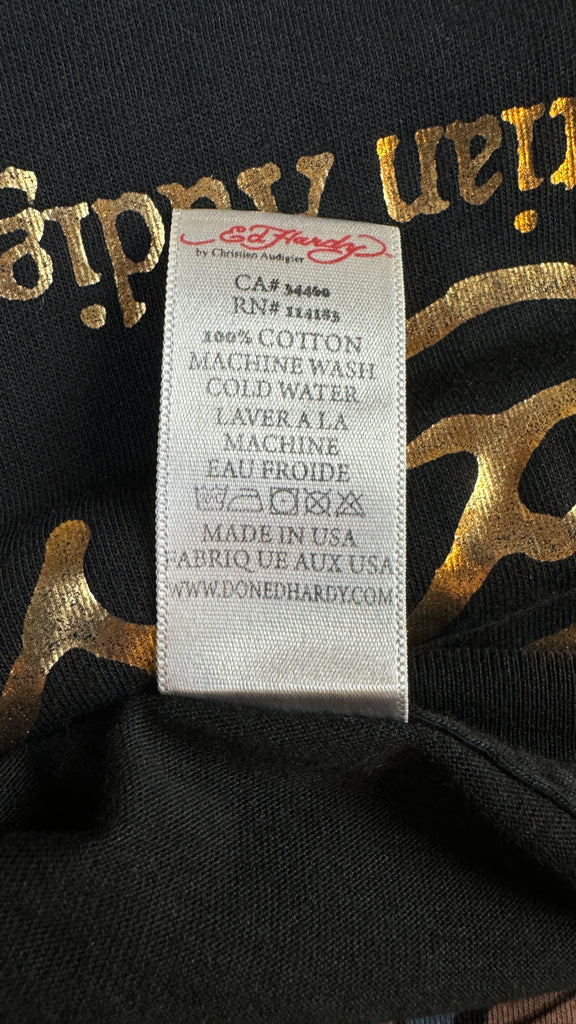 Ed Hardy
by Christian Audigier
CA# 34460
RN# 114183
100% COTTON
MACHINE WASH
COLD WATER
LAVER A LA
MACHINE
EAU FROIDE
MADE IN USA
FABRIQ UE AUX USA
WWW.DONEDHARDY.COM